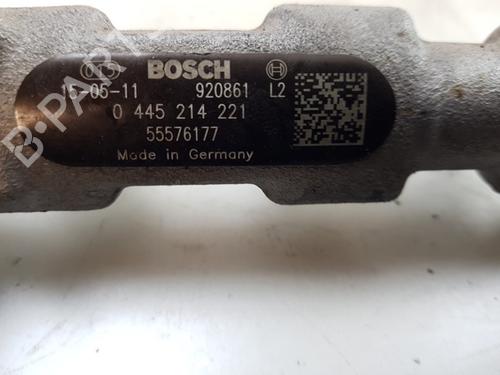 BOSCH
15-05-11 920861 L2
0 445 214 221
55576177
Made in Germany
B-PARTS